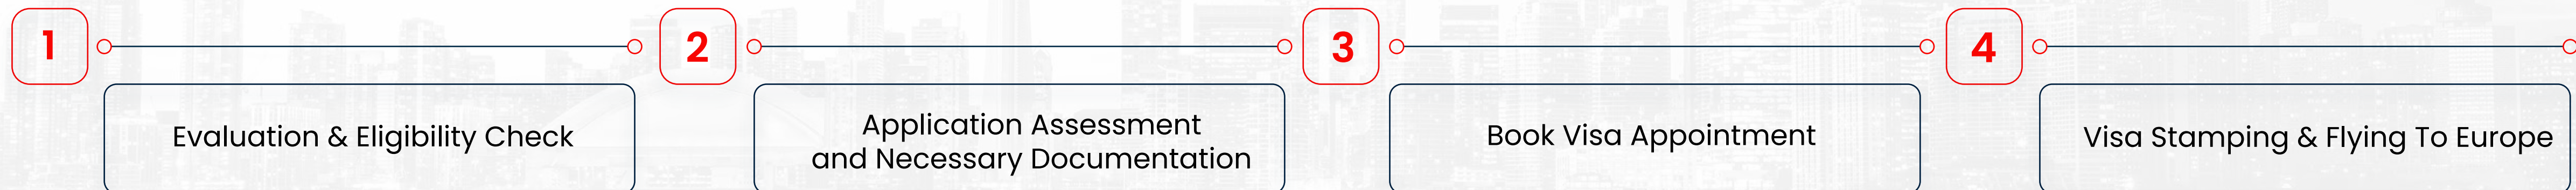 1
Evaluation & Eligibility Check
2
Application Assessment
and Necessary Documentation
3
Book Visa Appointment
4
Visa Stamping & Flying To Europe